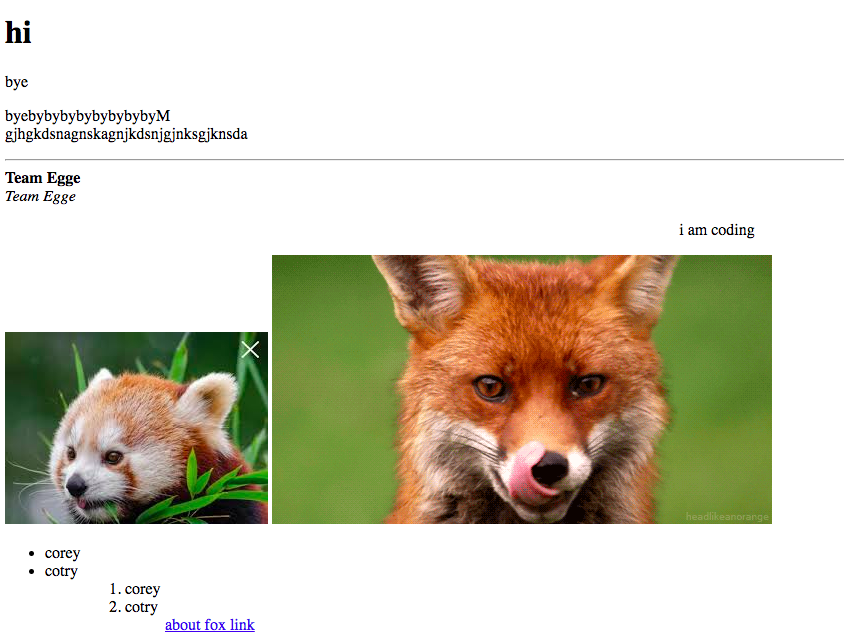 hi
bye
byebybybybybybybybyM
gjhgkdsnagnskagnjkdsnjgjnksgjknsda
Team Egge
Team Egge
i am coding
headlikeanorange
• corey
• cotry
1. corey
2. cotry
about fox link